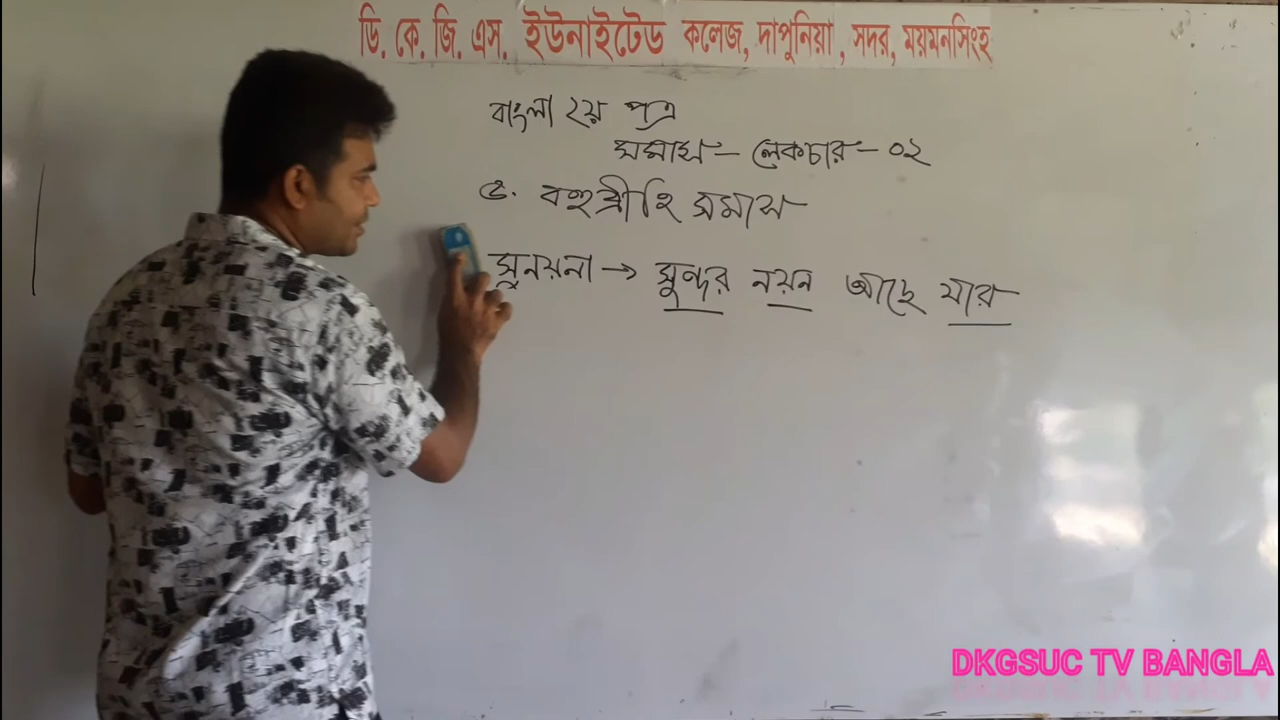 ডি. কে. জি. এস. ইউনাইটেড কলেজ, দাপুনিয়া, সদর, ময়মনসিংহ
বাংলা ২য় পত্র
সমাস – লেকচার – ০২
৫. বহুব্রীহি সমাস
সুনয়না → সুন্দর নয়ন আছে যার
DKGSUC TV BANGLA